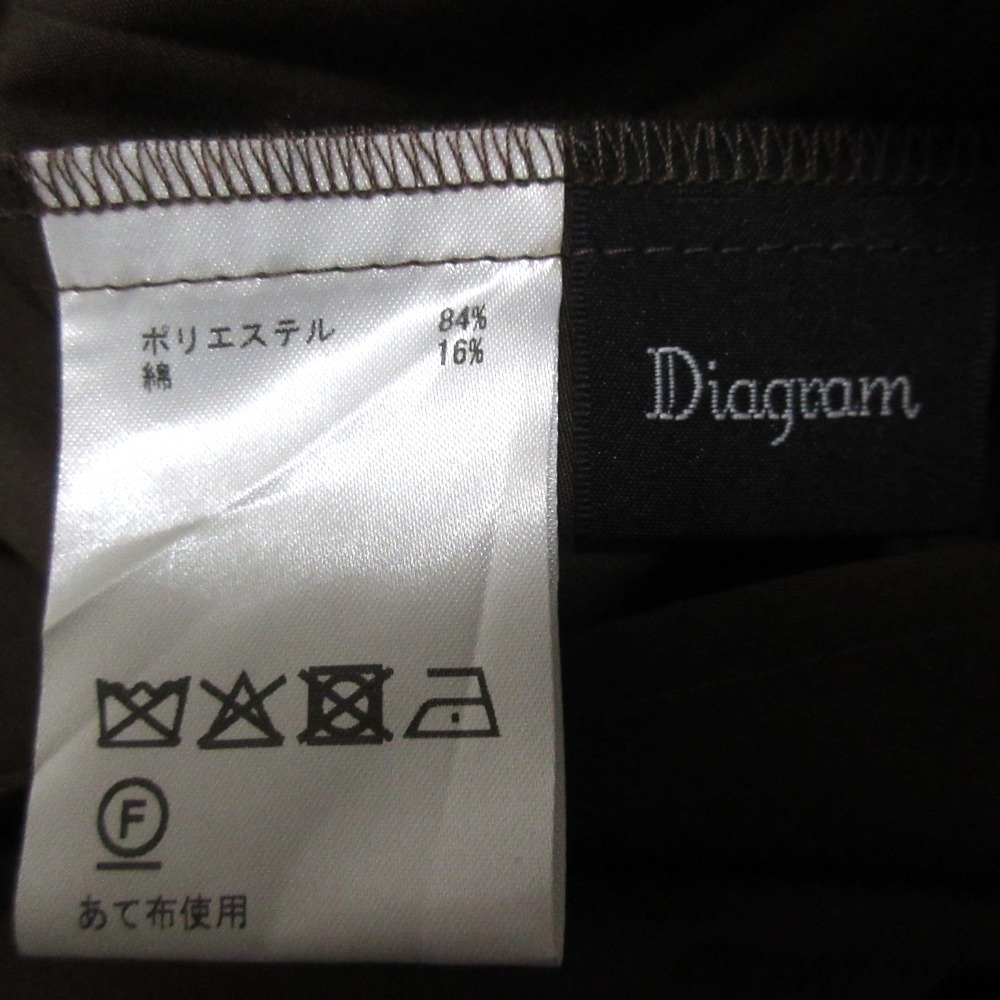 ポリエステル 84%
綿 16%
Diagram
F
あて布使用